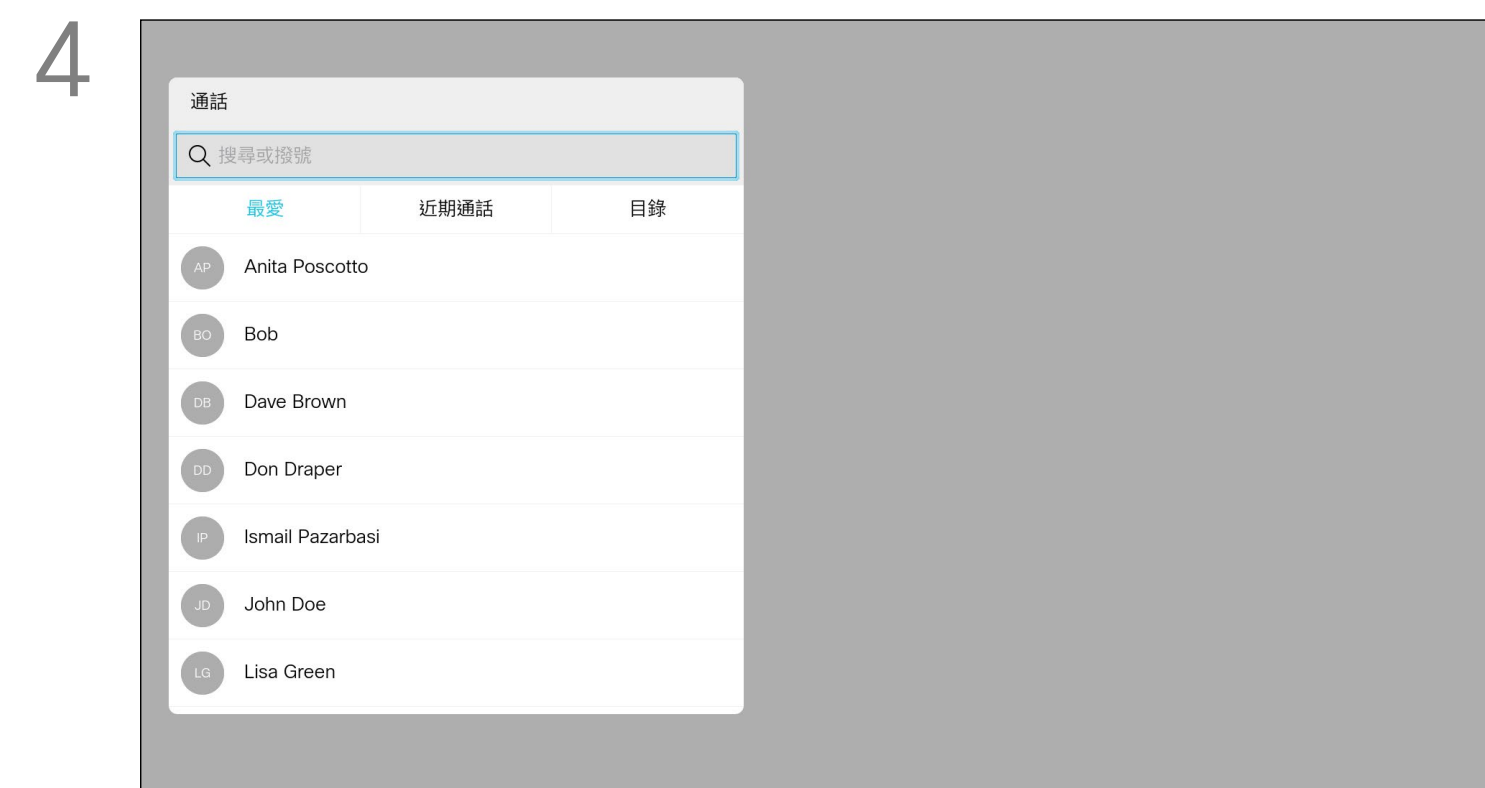 4
通話
搜尋或撥號
最愛 近期通話 目錄
AP Anita Poscotto
BO Bob
DB Dave Brown
DD Don Draper
IP Ismail Pazarbasi
JD John Doe
LG Lisa Green